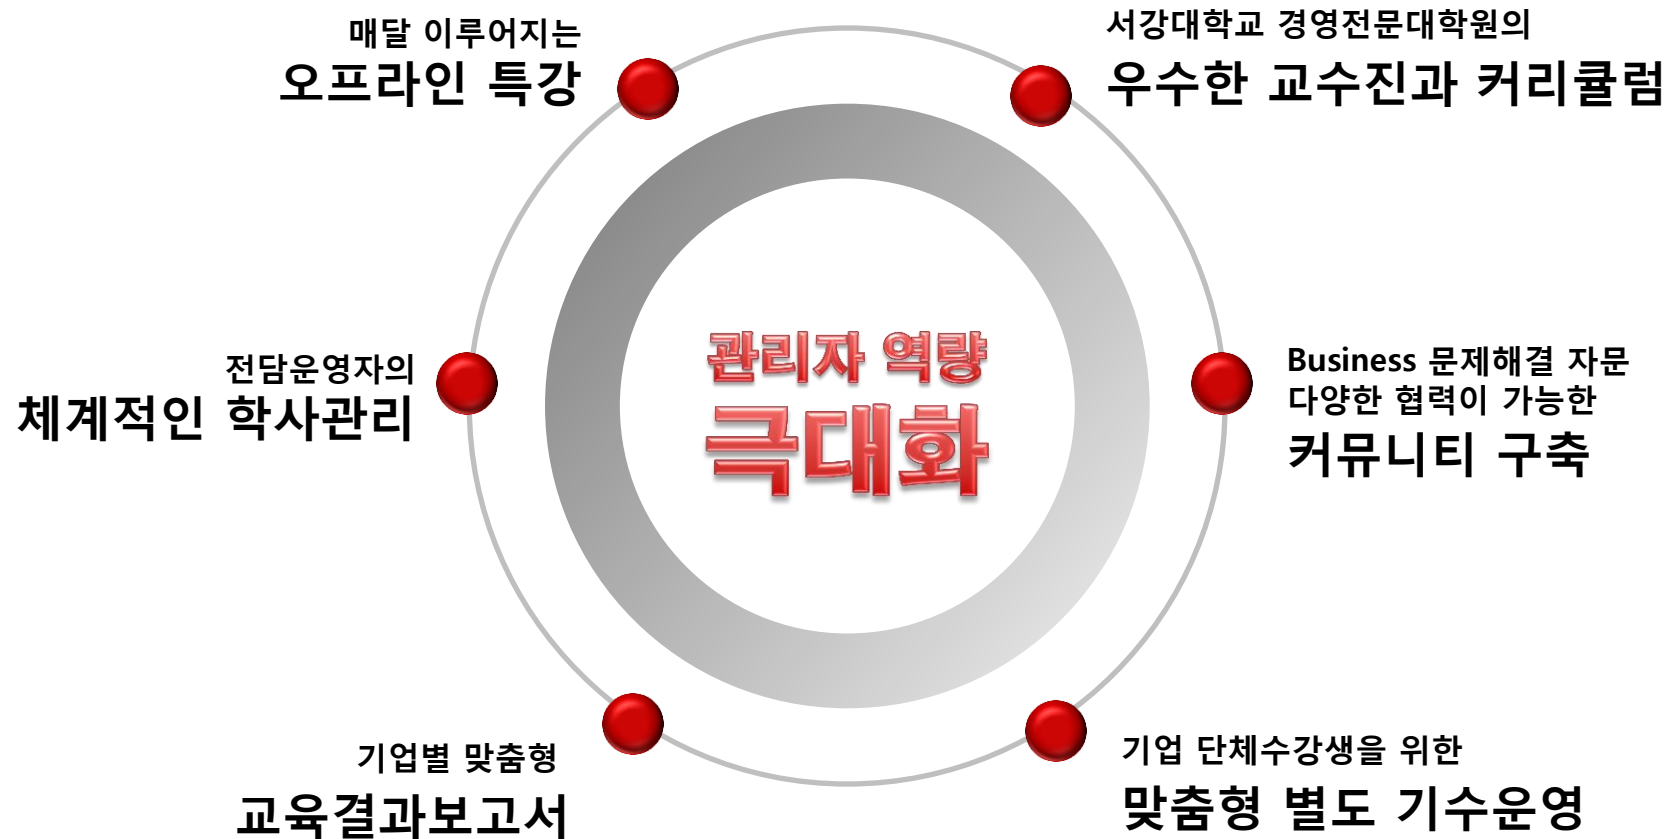 매달 이루어지는
오프라인 특강
서강대학교 경영전문대학원의
우수한 교수진과 커리큘럼
전담운영자의
체계적인 학사관리
관리자 역량
극대화
Business 문제해결 자문
다양한 협력이 가능한
커뮤니티 구축
기업별 맞춤형
교육결과보고서
기업 단체수강생을 위한
맞춤형 별도 기수운영